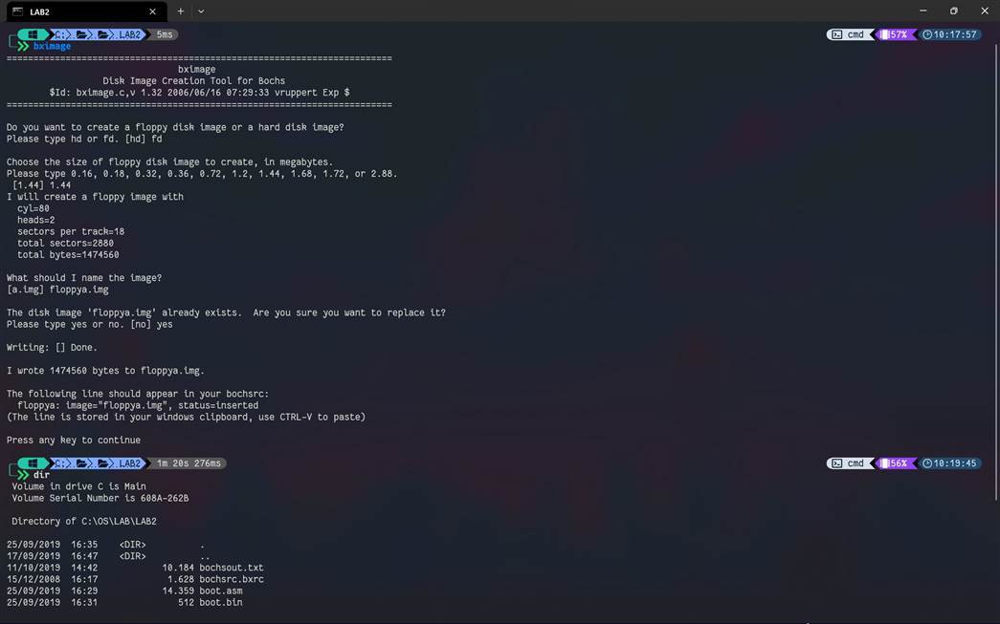 LAB2
C: LAB2 5ms cmd 57% 10:17:57
bximage
========================================================================
bximage
Disk Image Creation Tool for Bochs
$Id: bximage.c,v 1.32 2006/06/16 07:29:33 vruppert Exp $
========================================================================
Do you want to create a floppy disk image or a hard disk image?
Please type hd or fd. [hd] fd
Choose the size of floppy disk image to create, in megabytes.
Please type 0.16, 0.18, 0.32, 0.36, 0.72, 1.2, 1.44, 1.68, 1.72, or 2.88.
[1.44] 1.44
I will create a floppy image with
cyl=80
heads=2
sectors per track=18
total sectors=2880
total bytes=1474560
What should I name the image?
[a.img] floppya.img
The disk image 'floppya.img' already exists.  Are you sure you want to replace it?
Please type yes or no. [no] yes
Writing: [] Done.
I wrote 1474560 bytes to floppya.img.
The following line should appear in your bochsrc:
floppya: image="floppya.img", status=inserted
(The line is stored in your windows clipboard, use CTRL-V to paste)
Press any key to continue
C: LAB2 1m 20s 276ms cmd 56% 10:19:45
dir
Volume in drive C is Main
Volume Serial Number is 608A-262B
Directory of C:\OS\LAB\LAB2
25/09/2019  16:35    <DIR>          .
17/09/2019  16:47    <DIR>          ..
11/10/2019  14:42            10.184 bochsout.txt
15/12/2008  16:17             1.628 bochsrc.bxrc
25/09/2019  16:29            14.359 boot.asm
25/09/2019  16:31               512 boot.bin